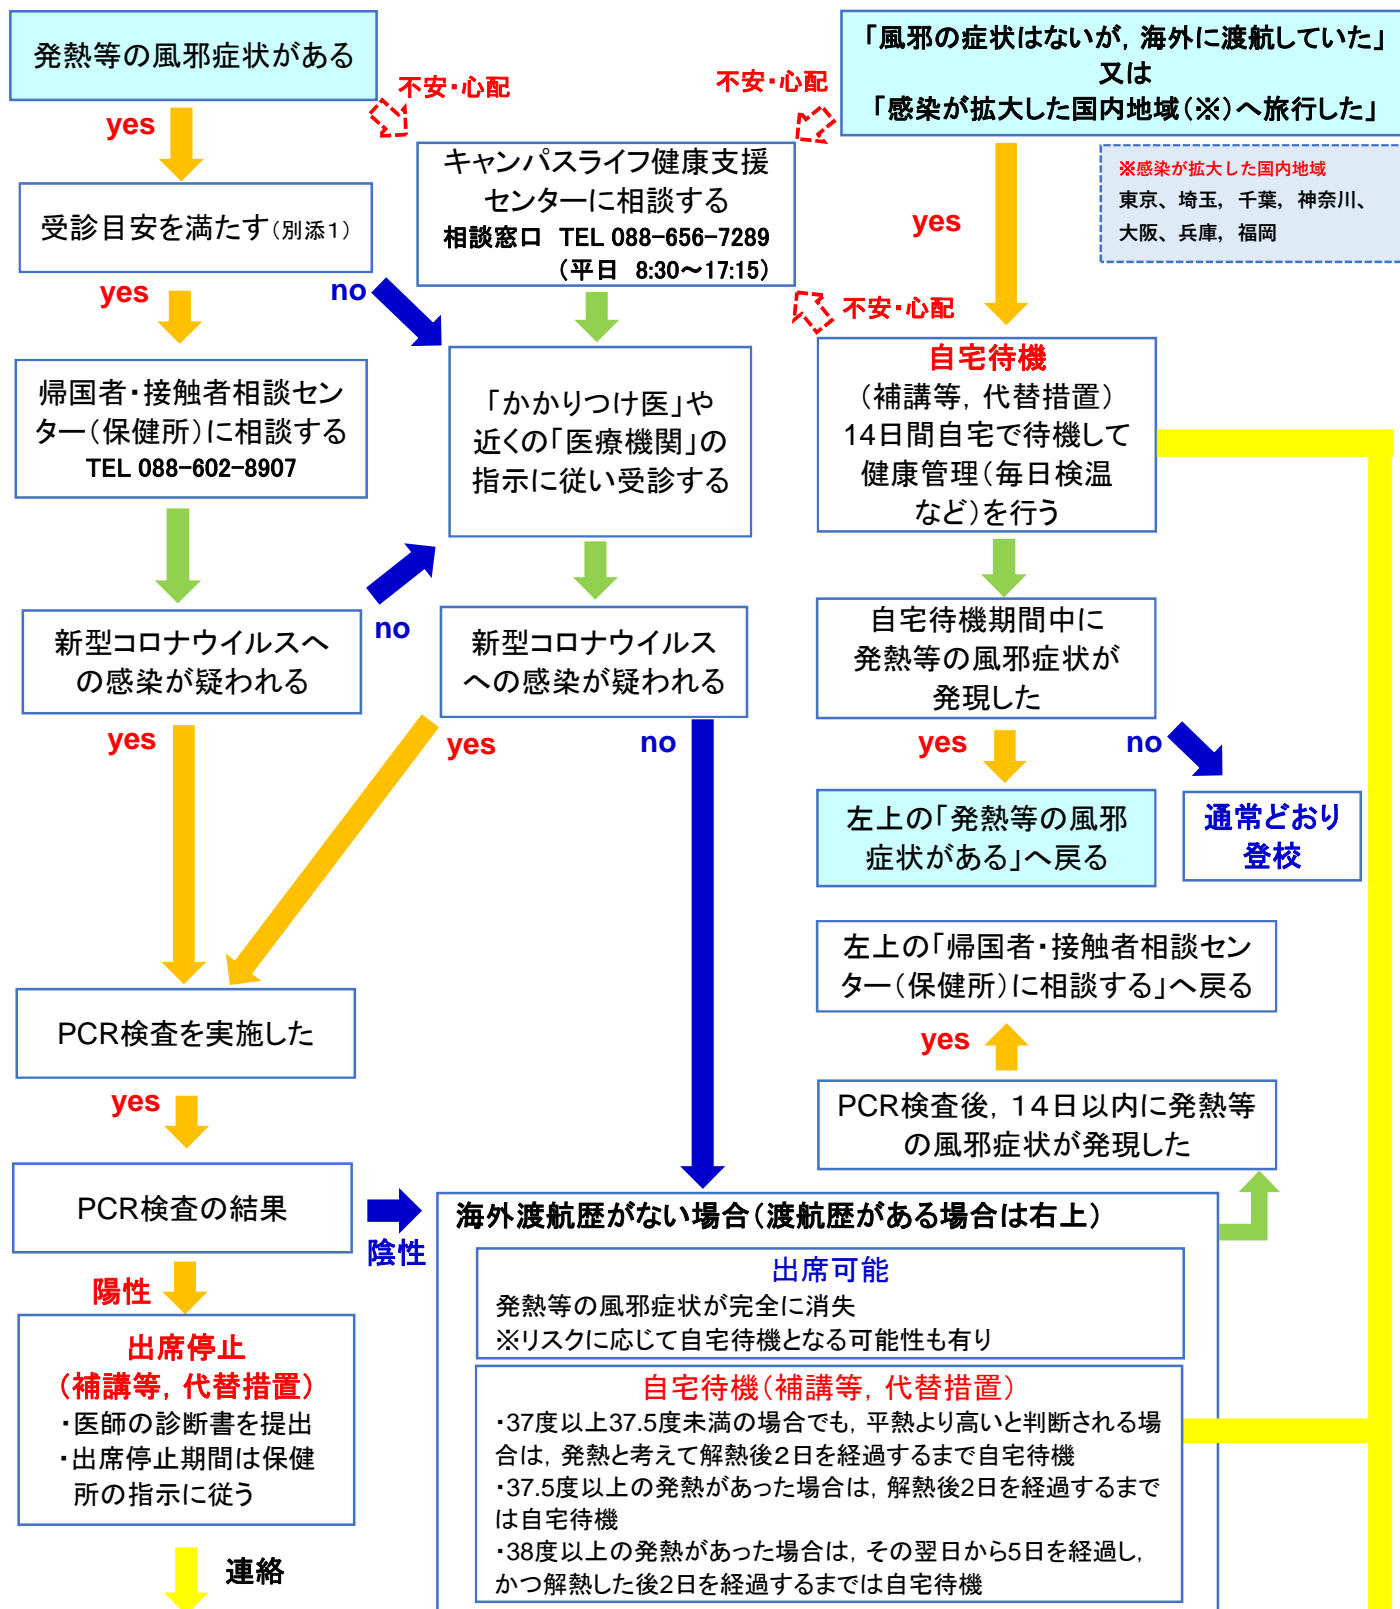 発熱等の風邪症状がある
「風邪の症状はないが，海外に渡航していた」
又は
「感染が拡大した国内地域（※）へ旅行した」
不安・心配
不安・心配
yes
キャンパスライフ健康支援
センターに相談する
相談窓口 TEL 088-656-7289
（平日 8:30～17:15）
※感染が拡大した国内地域
東京、埼玉，千葉，神奈川、
大阪、兵庫，福岡
受診目安を満たす（別添１）
yes
yes
no
不安・心配
帰国者・接触者相談セン
ター（保健所）に相談する
TEL 088-602-8907
「かかりつけ医」や
近くの「医療機関」の
指示に従い受診する
自宅待機
（補講等，代替措置）
14日間自宅で待機して
健康管理（毎日検温
など）を行う
no
新型コロナウイルスへ
の感染が疑われる
新型コロナウイルス
への感染が疑われる
自宅待機期間中に
発熱等の風邪症状が
発現した
yes
yes
no
yes
no
左上の「発熱等の風邪
症状がある」へ戻る
通常どおり
登校
左上の「帰国者・接触者相談セン
ター（保健所）に相談する」へ戻る
PCR検査を実施した
yes
yes
PCR検査後，１４日以内に発熱等
の風邪症状が発現した
PCR検査の結果
陰性
陽性
海外渡航歴がない場合（渡航歴がある場合は右上）
出席可能
発熱等の風邪症状が完全に消失
※リスクに応じて自宅待機となる可能性も有り
出席停止
（補講等，代替措置）
・医師の診断書を提出
・出席停止期間は保健
所の指示に従う
自宅待機（補講等，代替措置）
・37度以上37.5度未満の場合でも，平熱より高いと判断される場
合は，発熱と考えて解熱後２日を経過するまで自宅待機
・37.5度以上の発熱があった場合は，解熱後2日を経過するまで
は自宅待機
・38度以上の発熱があった場合は，その翌日から5日を経過し，
かつ解熱した後2日を経過するまでは自宅待機
連絡